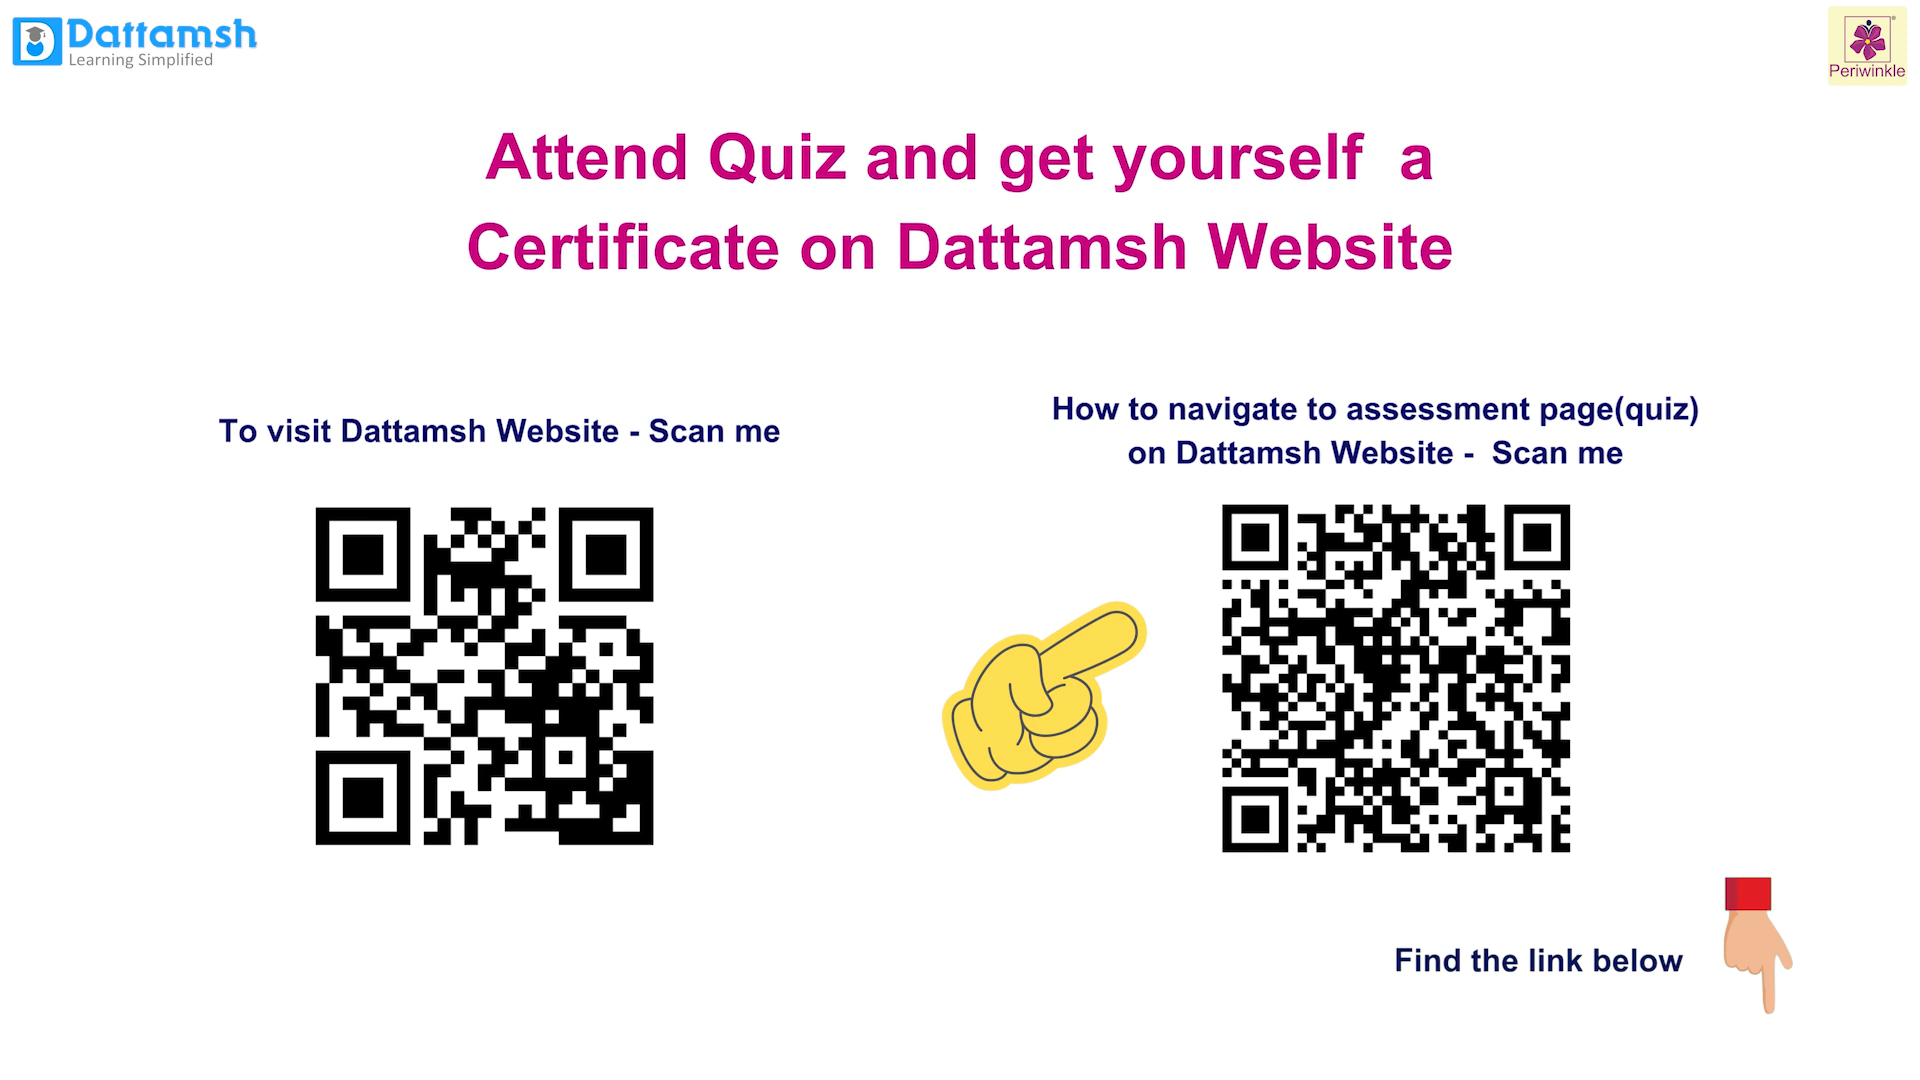 Dattamsh
Learning Simplified
Periwinkle
Attend Quiz and get yourself  a
Certificate on Dattamsh Website
To visit Dattamsh Website - Scan me
How to navigate to assessment page(quiz)
on Dattamsh Website -  Scan me
Find the link below